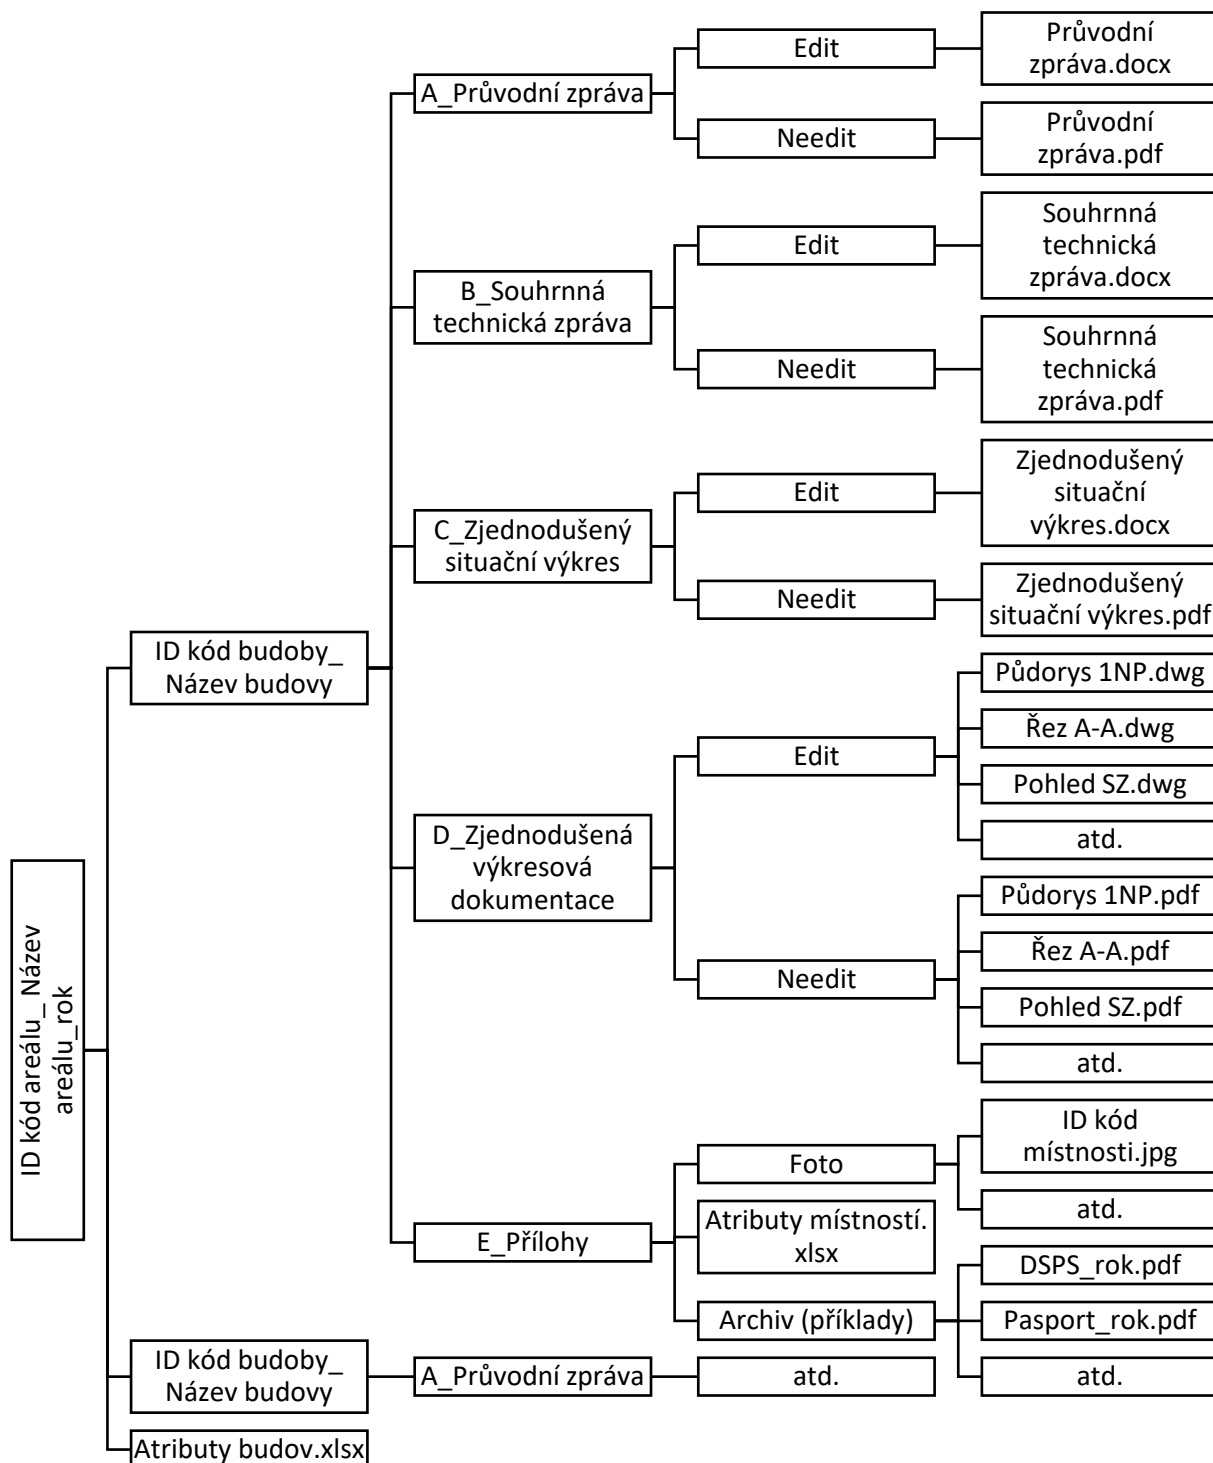 ID kód areálu_ Název
areálu_rok
ID kód budoby_
Název budovy
A_Průvodní zpráva
Edit
Průvodní
zpráva.docx
Needit
Průvodní
zpráva.pdf
B_Souhrnná
technická zpráva
Edit
Souhrnná
technická
zpráva.docx
Needit
Souhrnná
technická
zpráva.pdf
C_Zjednodušený
situační výkres
Edit
Zjednodušený
situační
výkres.docx
Needit
Zjednodušený
situační výkres.pdf
D_Zjednodušená
výkresová
dokumentace
Edit
Půdorys 1NP.dwg
Řez A-A.dwg
Pohled SZ.dwg
atd.
Needit
Půdorys 1NP.pdf
Řez A-A.pdf
Pohled SZ.pdf
atd.
E_Přílohy
Foto
ID kód
místnosti.jpg
atd.
Atributy místností.
xlsx
Archiv (příklady)
DSPS_rok.pdf
Pasport_rok.pdf
atd.
ID kód budoby_
Název budovy
A_Průvodní zpráva
atd.
Atributy budov.xlsx